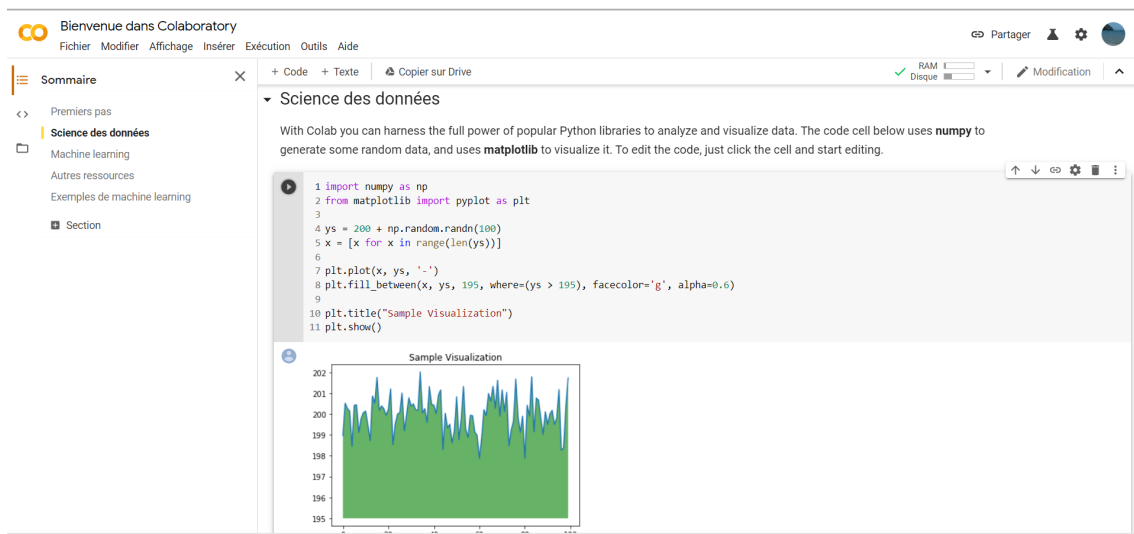 Bienvenue dans Colaboratory
Fichier Modifier Affichage Insérer Exécution Outils Aide
Partager
Sommaire
+ Code + Texte Copier sur Drive
RAM
Disque
Modification
Premiers pas
Science des données
Machine learning
Autres ressources
Exemples de machine learning
Section
Science des données
With Colab you can harness the full power of popular Python libraries to analyze and visualize data. The code cell below uses numpy to
generate some random data, and uses matplotlib to visualize it. To edit the code, just click the cell and start editing.
1 import numpy as np
2 from matplotlib import pyplot as plt
3
4 ys = 200 + np.random.randn(100)
5 x = [x for x in range(len(ys))]
6
7 plt.plot(x, ys, '-')
8 plt.fill_between(x, ys, 195, where=(ys > 195), facecolor='g', alpha=0.6)
9
10 plt.title("Sample Visualization")
11 plt.show()
Sample Visualization
202
201
200
199
198
197
196
195